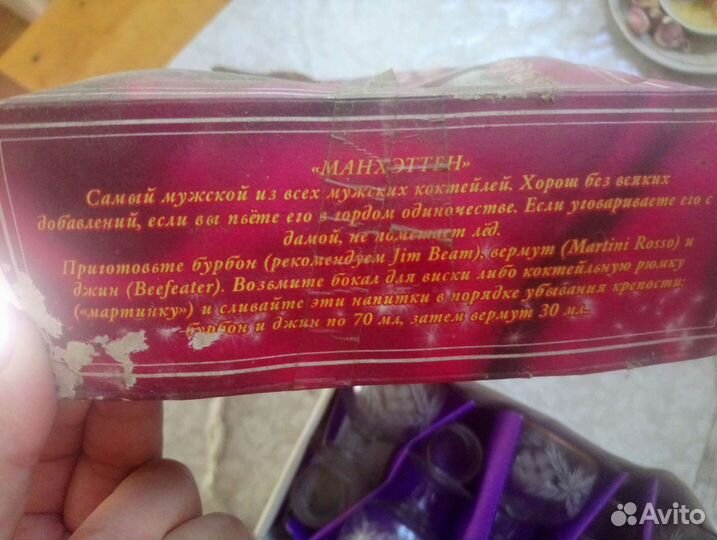 «МАНХЭТТЕН»
Самый мужской из всех мужских коктейлей. Хорош без всяких
добавлений, если вы пьёте его в гордом одиночестве. Если уговариваете его с
дамой, не помешает лёд.
Приготовьте бурбон (рекомендуем Jim Beam), вермут (Martini Rosso) и
джин (Beefeater). Возьмите бокал для виски либо коктейльную рюмку
(«мартинку») и сливайте эти напитки в порядке убывания крепости:
бурбон и джин по 70 мл, затем вермут 30 мл.
Avito